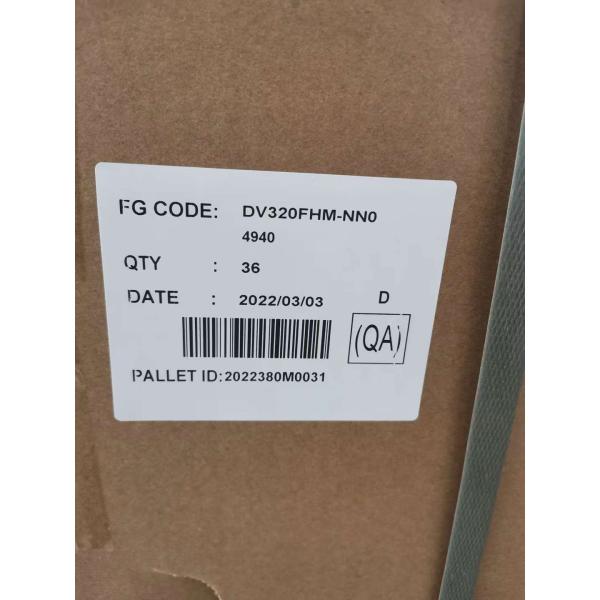 FG CODE: DV320FHM-NN0
4940
QTY : 36
DATE : 2022/03/03 D
(QA)
PALLET ID:2022380M0031